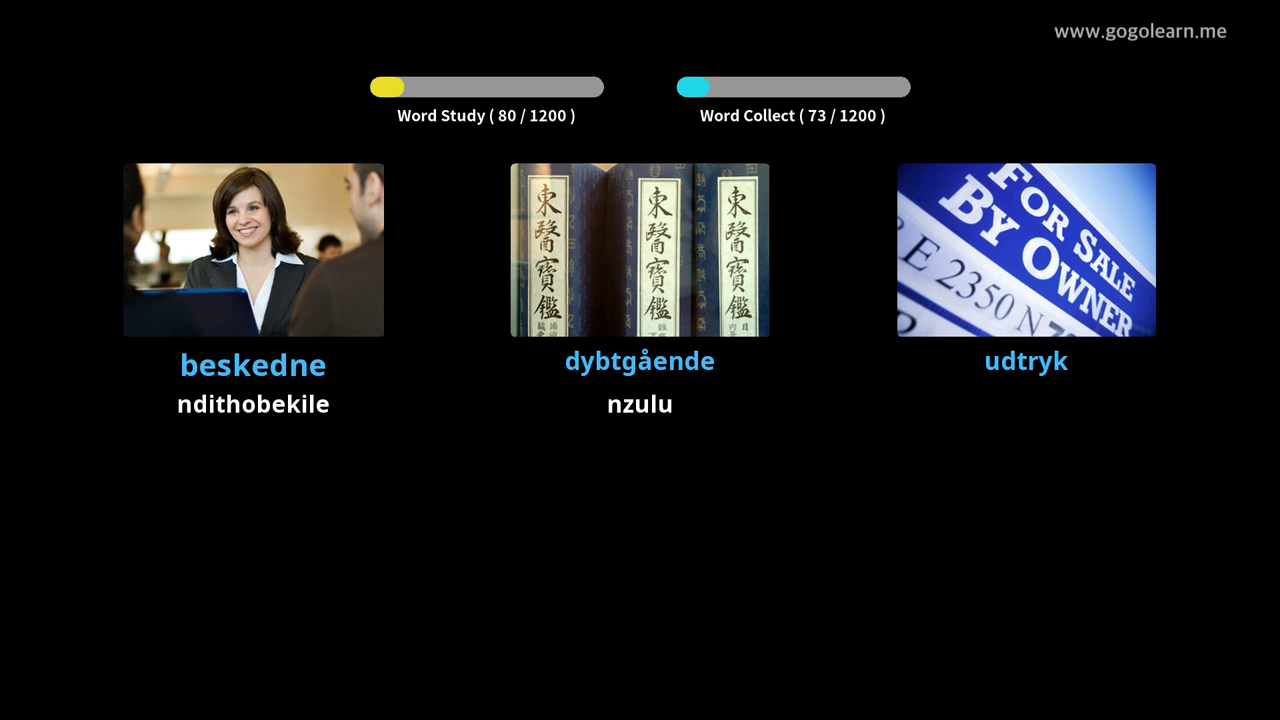 www.gogolearn.me
Word Study ( 80 / 1200 )
Word Collect ( 73 / 1200 )
東醫寶鑑
東醫寶鑑
東醫寶鑑
FOR SALE
BY OWNER
E 2350 N
beskedne
dybtgående
udtryk
ndithobekile
nzulu